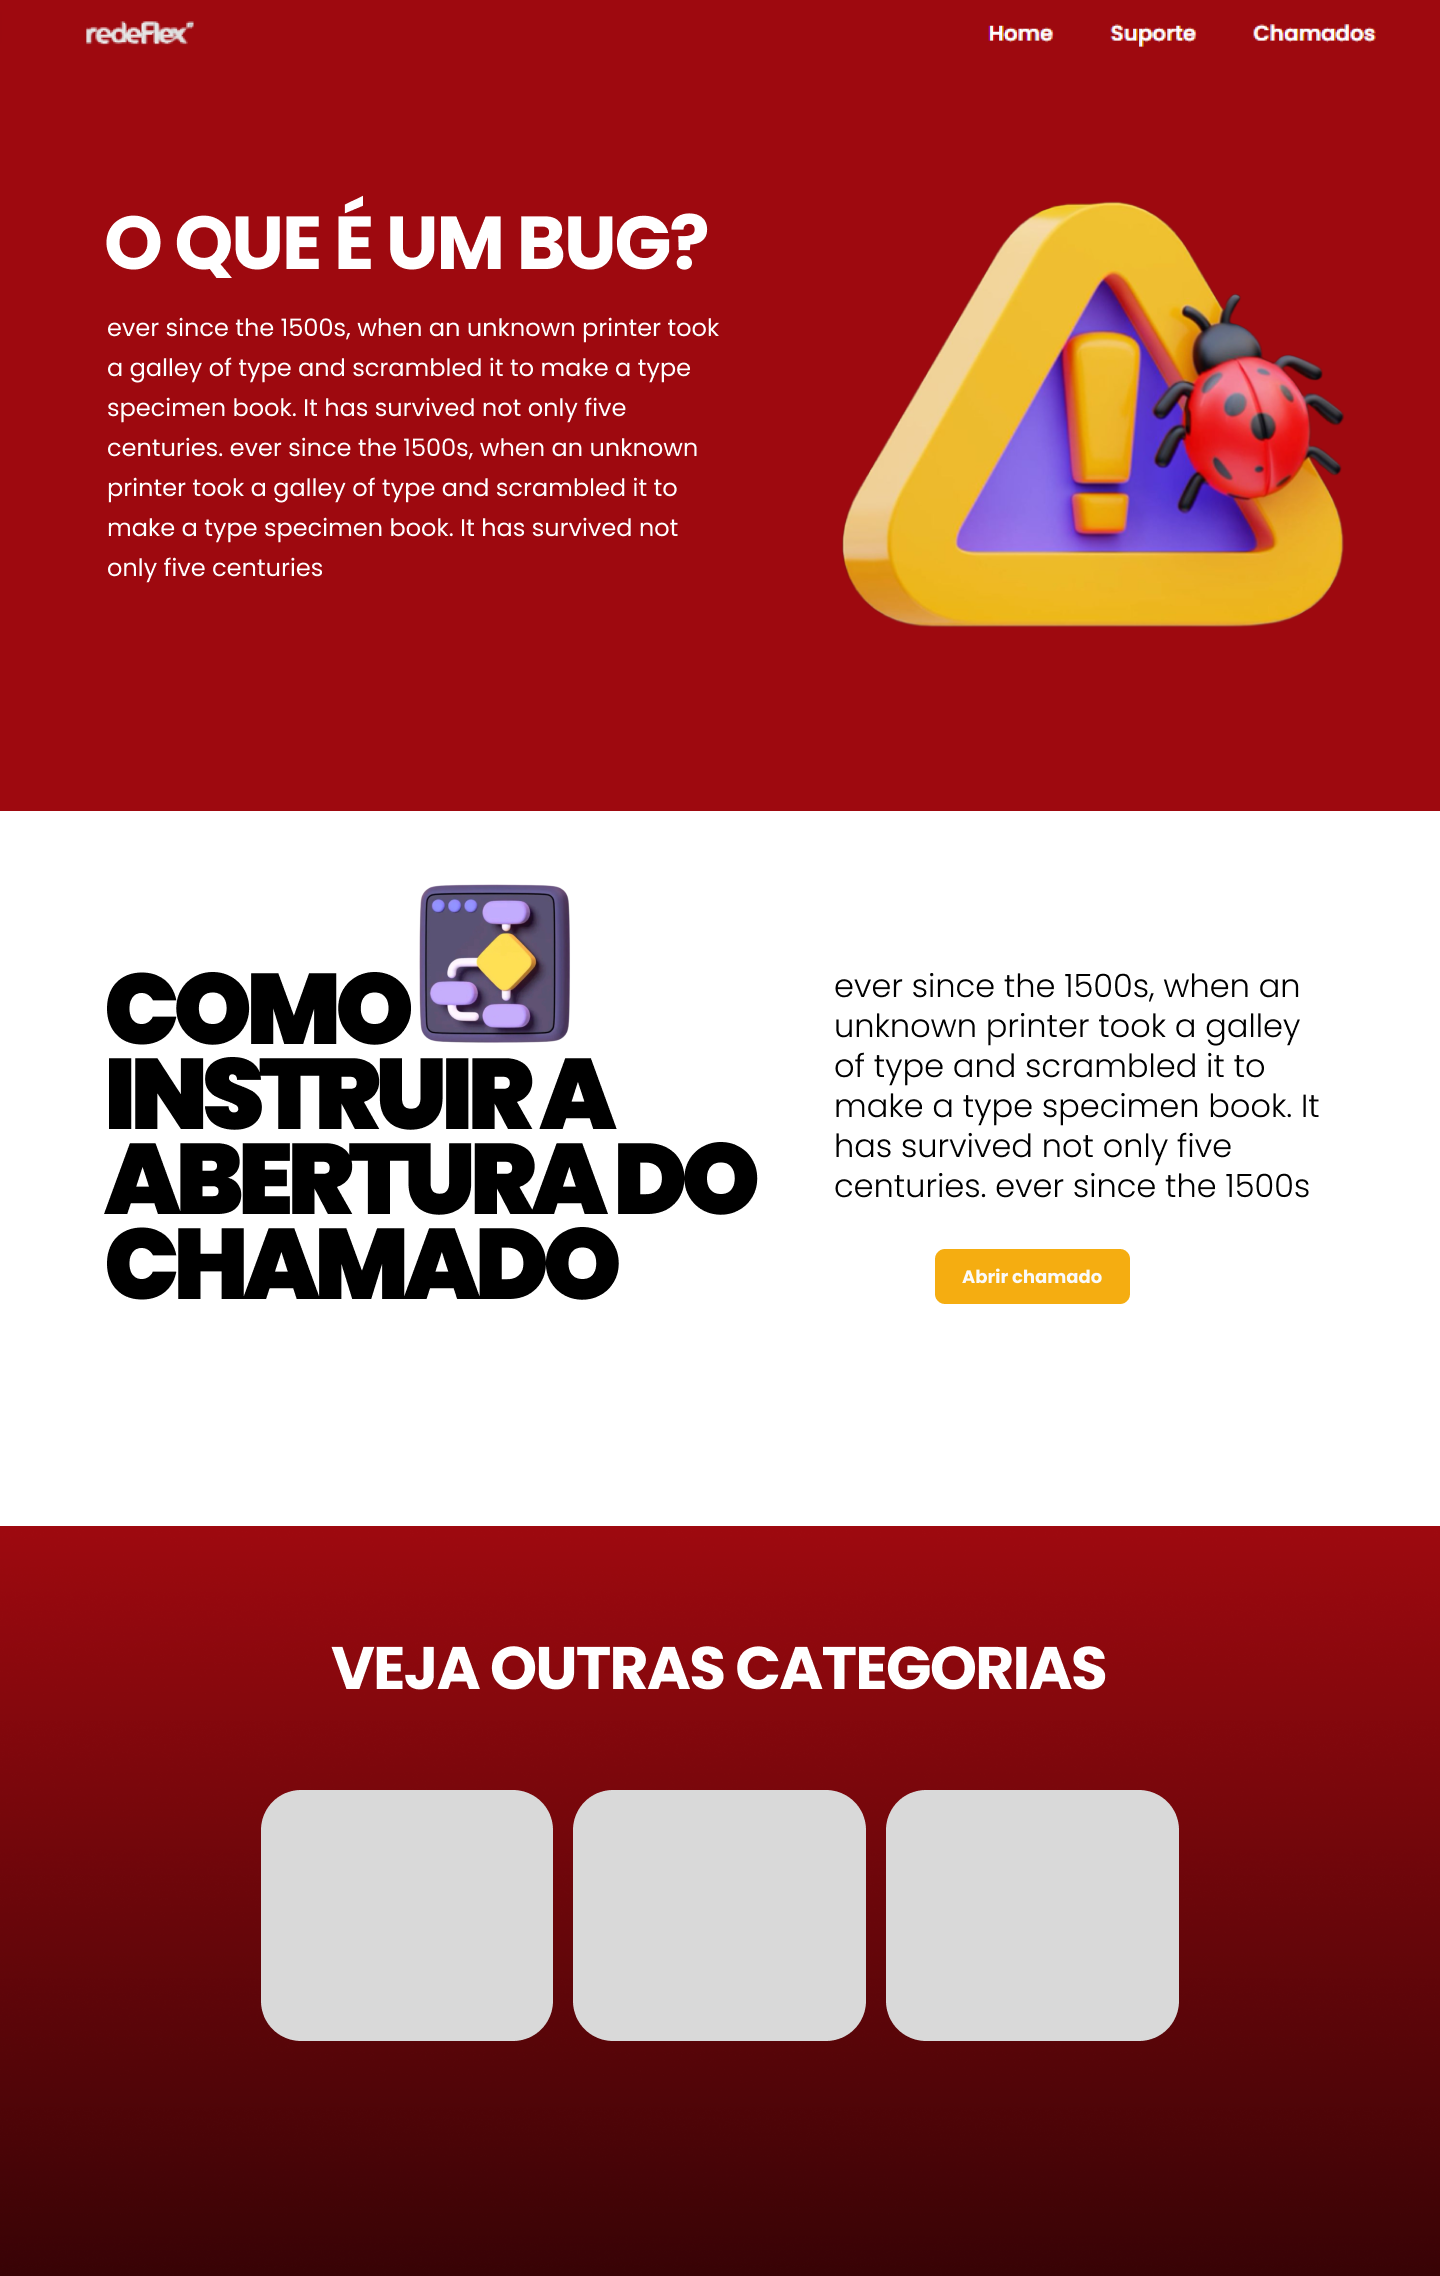 redeFlex
Home Suporte Chamados
O QUE É UM BUG?
ever since the 1500s, when an unknown printer took
a galley of type and scrambled it to make a type
specimen book. It has survived not only five
centuries. ever since the 1500s, when an unknown
printer took a galley of type and scrambled it to
make a type specimen book. It has survived not
only five centuries
COMO
INSTRUIR A
ABERTURA DO
CHAMADO
ever since the 1500s, when an
unknown printer took a galley
of type and scrambled it to
make a type specimen book. It
has survived not only five
centuries. ever since the 1500s
Abrir chamado
VEJA OUTRAS CATEGORIAS